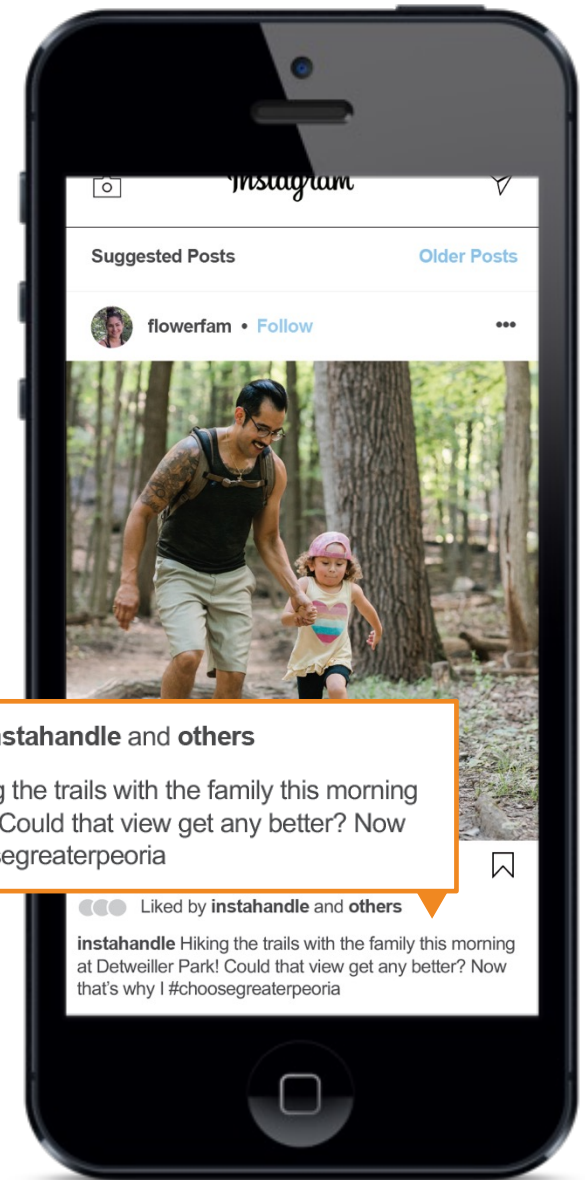 Instagram
Suggested Posts
Older Posts
flowerfam • Follow
instahandle and others
the trails with the family this morning
Could that view get any better? Now
Liked by instahandle and others
instahandle Hiking the trails with the family this morning
at Detweiller Park! Could that view get any better? Now
that's why I #choosegreaterpeoria